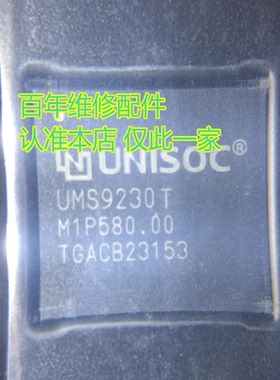 百年维修配件
认准本店 仅此一家
UNISOC®
UMS9230T
M1P580.00
TGACB23153